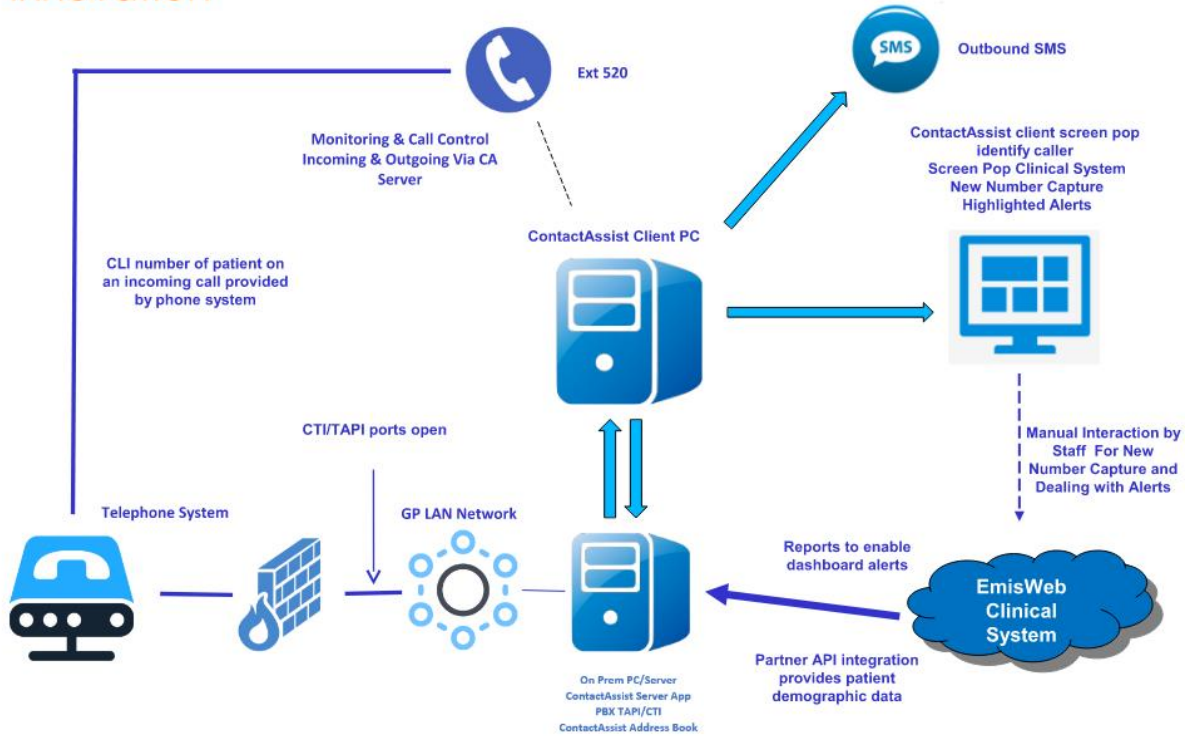 SMS
Outbound SMS
Ext 520
Monitoring & Call Control
Incoming & Outgoing Via CA
Server
ContactAssist client screen pop
identify caller
Screen Pop Clinical System
New Number Capture
Highlighted Alerts
ContactAssist Client PC
CLI number of patient on
an incoming call provided
by phone system
CTI/TAPI ports open
Manual Interaction by
Staff For New
Number Capture and
Dealing with Alerts
Telephone System
GP LAN Network
Reports to enable
dashboard alerts
EmisWeb
Clinical
System
Partner API integration
provides patient
demographic data
On Prem PC/Server
ContactAssist Server App
PBX TAPI/CTI
ContactAssist Address Book